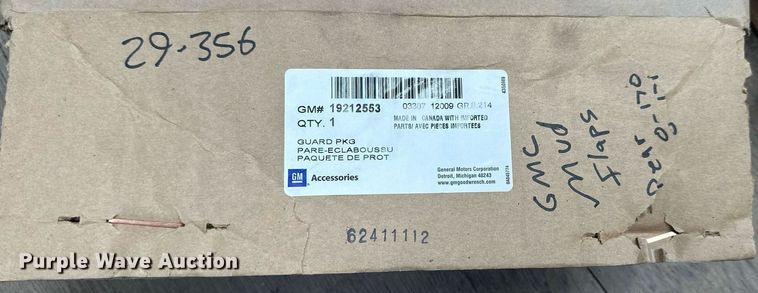 29-356
GM# 19212553
03307 12009 GR.8.214
QTY. 1
MADE IN CANADA WITH IMPORTED
PARTS/ AVEC PIECES IMPORTEES
GUARD PKG
PARE-ECLABOUSSU
PAQUETE DE PROT
GM Accessories
General Motors Corporation
Detroit, Michigan 48243
www.gmgoodwrench.com
62411112
GMC
Mud
Flaps
Rear
Purple Wave Auction